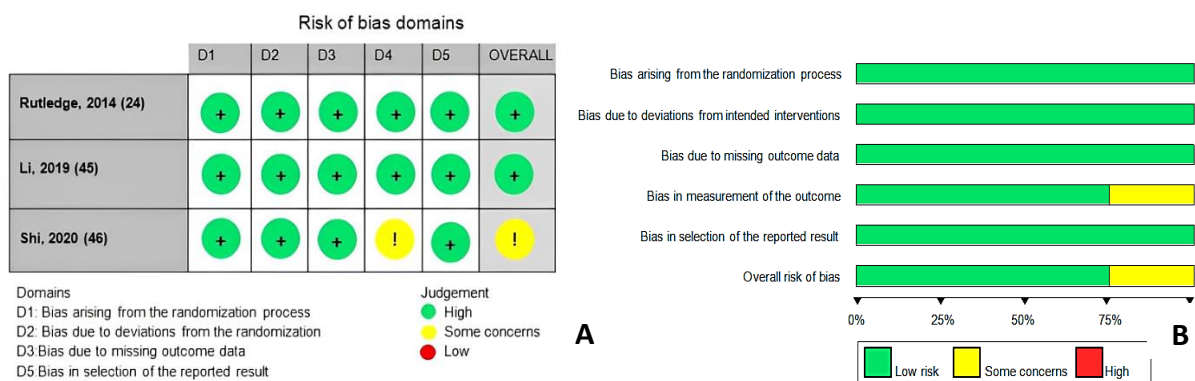 Risk of bias domains
D1 D2 D3 D4 D5 OVERALL
Rutledge, 2014 (24) + + + + + +
Li, 2019 (45) + + + + + +
Shi, 2020 (46) + + + ! + !
Domains
D1: Bias arising from the randomization process
D2: Bias due to deviations from the randomization
D3:Bias due to missing outcome data
D5:Bias in selection of the reported result
Judgement
High
Some concerns
Low
A
Bias arising from the randomization process
Bias due to deviations from intended interventions
Bias due to missing outcome data
Bias in measurement of the outcome
Bias in selection of the reported result
Overall risk of bias
0% 25% 50% 75%
Low risk Some concerns High
B